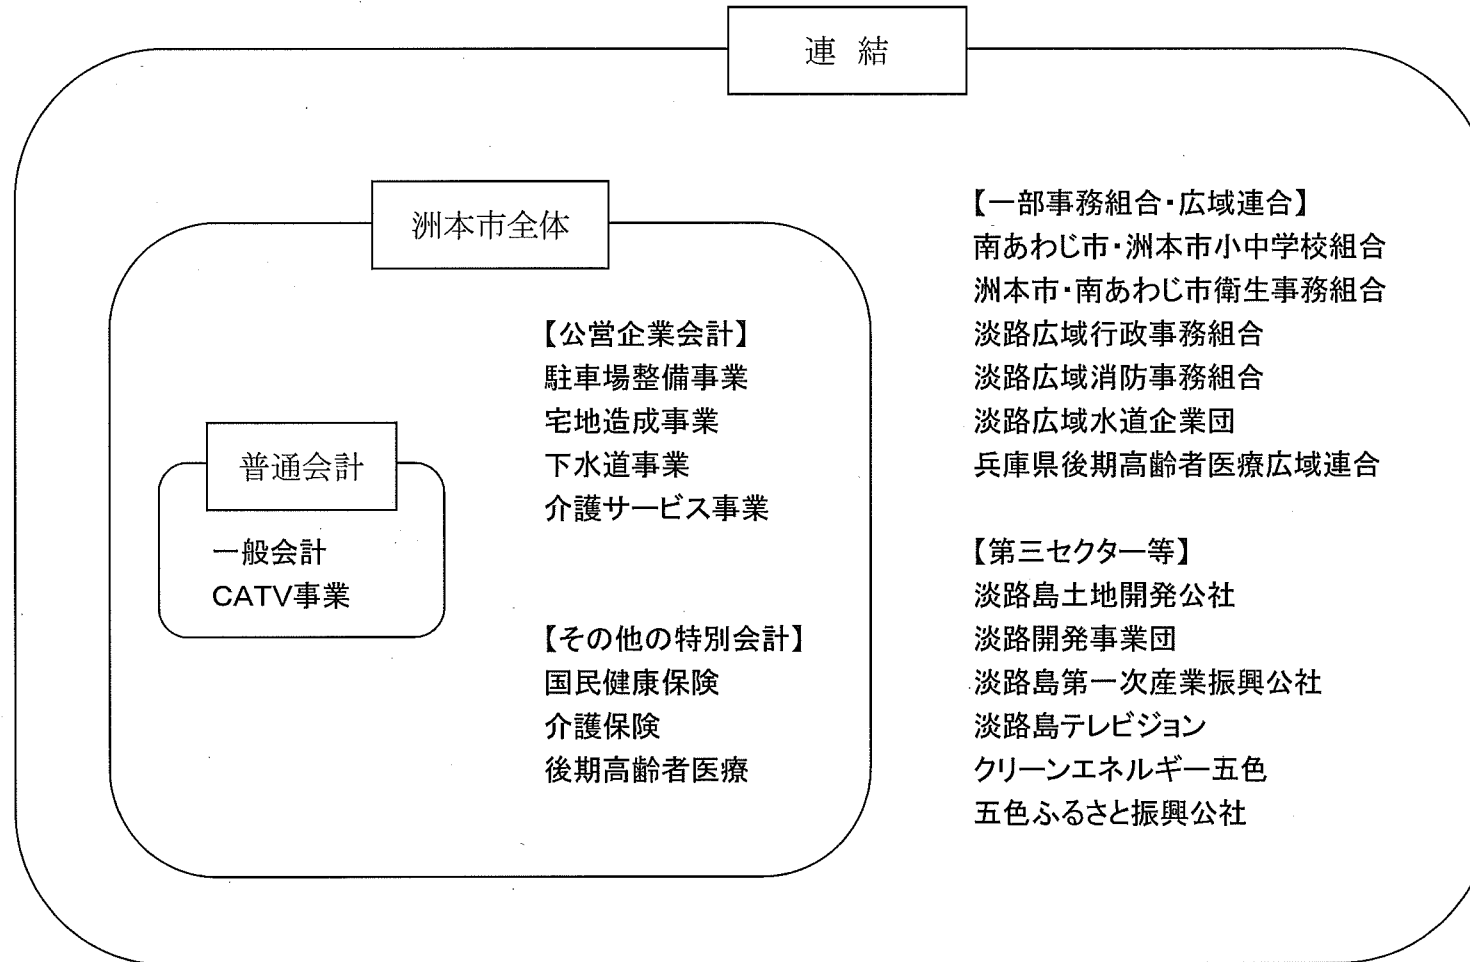 連 結
洲本市全体
普通会計
一般会計
CATV事業
【公営企業会計】
駐車場整備事業
宅地造成事業
下水道事業
介護サービス事業
【その他の特別会計】
国民健康保険
介護保険
後期高齢者医療
【一部事務組合・広域連合】
南あわじ市・洲本市小中学校組合
洲本市・南あわじ市衛生事務組合
淡路広域行政事務組合
淡路広域消防事務組合
淡路広域水道企業団
兵庫県後期高齢者医療広域連合
【第三セクター等】
淡路島土地開発公社
淡路開発事業団
淡路島第一次産業振興公社
淡路島テレビジョン
クリーンエネルギー五色
五色ふるさと振興公社